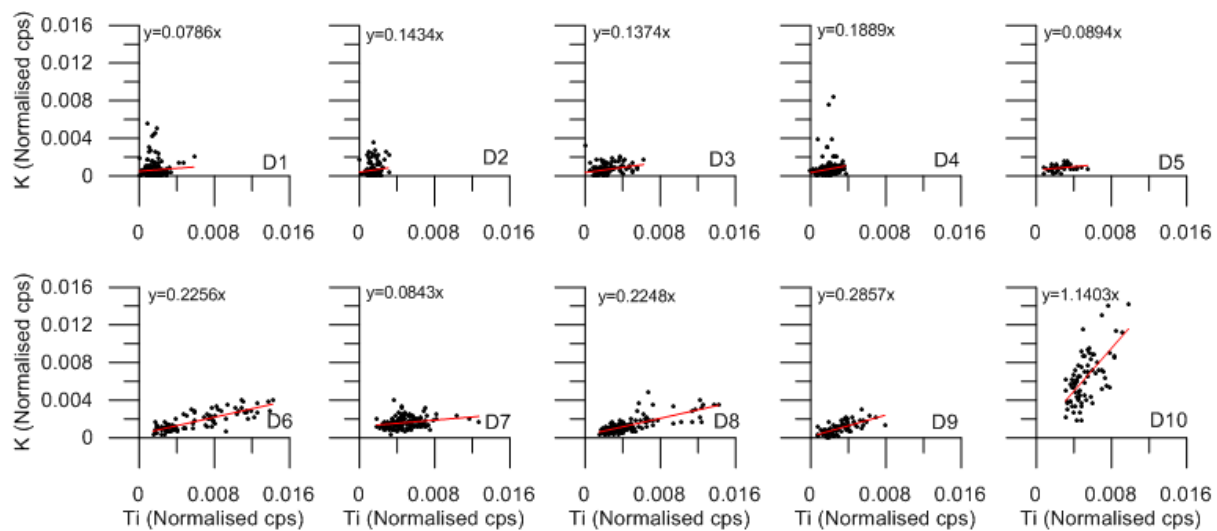 K (Normalised cps)
0.016
0.012
0.008
0.004
0
y=0.0786x
y=0.1434x
y=0.1374x
y=0.1889x
y=0.0894x
D1
D2
D3
D4
D5
0 0.008 0.016
0 0.008 0.016
0 0.008 0.016
0 0.008 0.016
0 0.008 0.016
K (Normalised cps)
0.016
0.012
0.008
0.004
0
y=0.2256x
y=0.0843x
y=0.2248x
y=0.2857x
y=1.1403x
D6
D7
D8
D9
D10
0 0.008 0.016
0 0.008 0.016
0 0.008 0.016
0 0.008 0.016
0 0.008 0.016
Ti (Normalised cps)
Ti (Normalised cps)
Ti (Normalised cps)
Ti (Normalised cps)
Ti (Normalised cps)